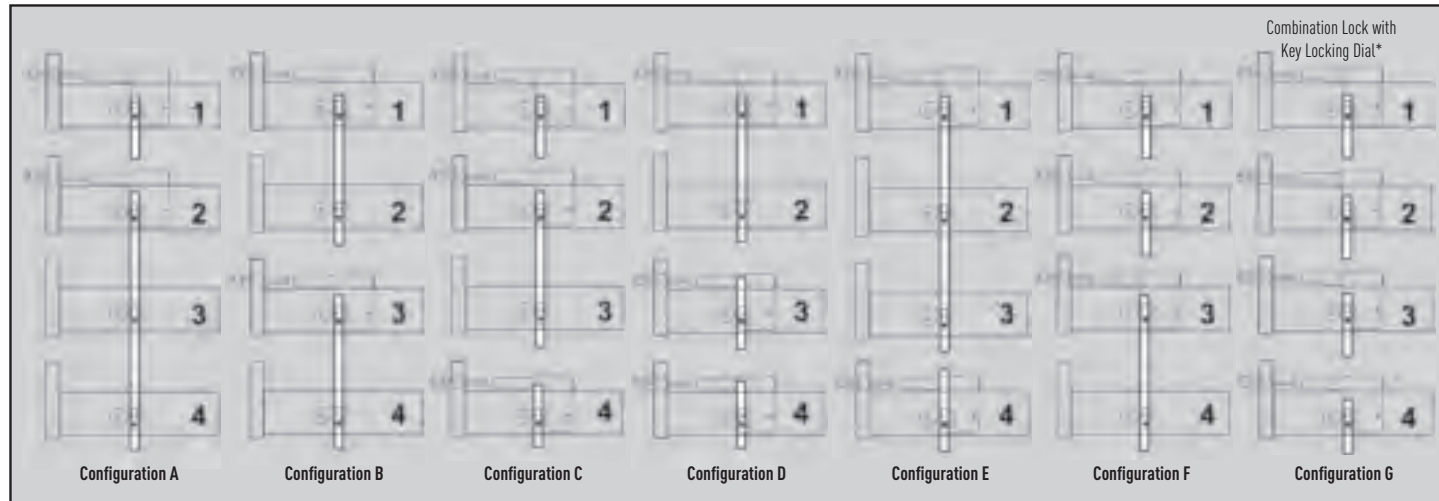 Combination Lock with
Key Locking Dial*
1 1 1 1 1 1 1
2 2 2 2 2 2 2
3 3 3 3 3 3 3
4 4 4 4 4 4 4
Configuration A Configuration B Configuration C Configuration D Configuration E Configuration F Configuration G